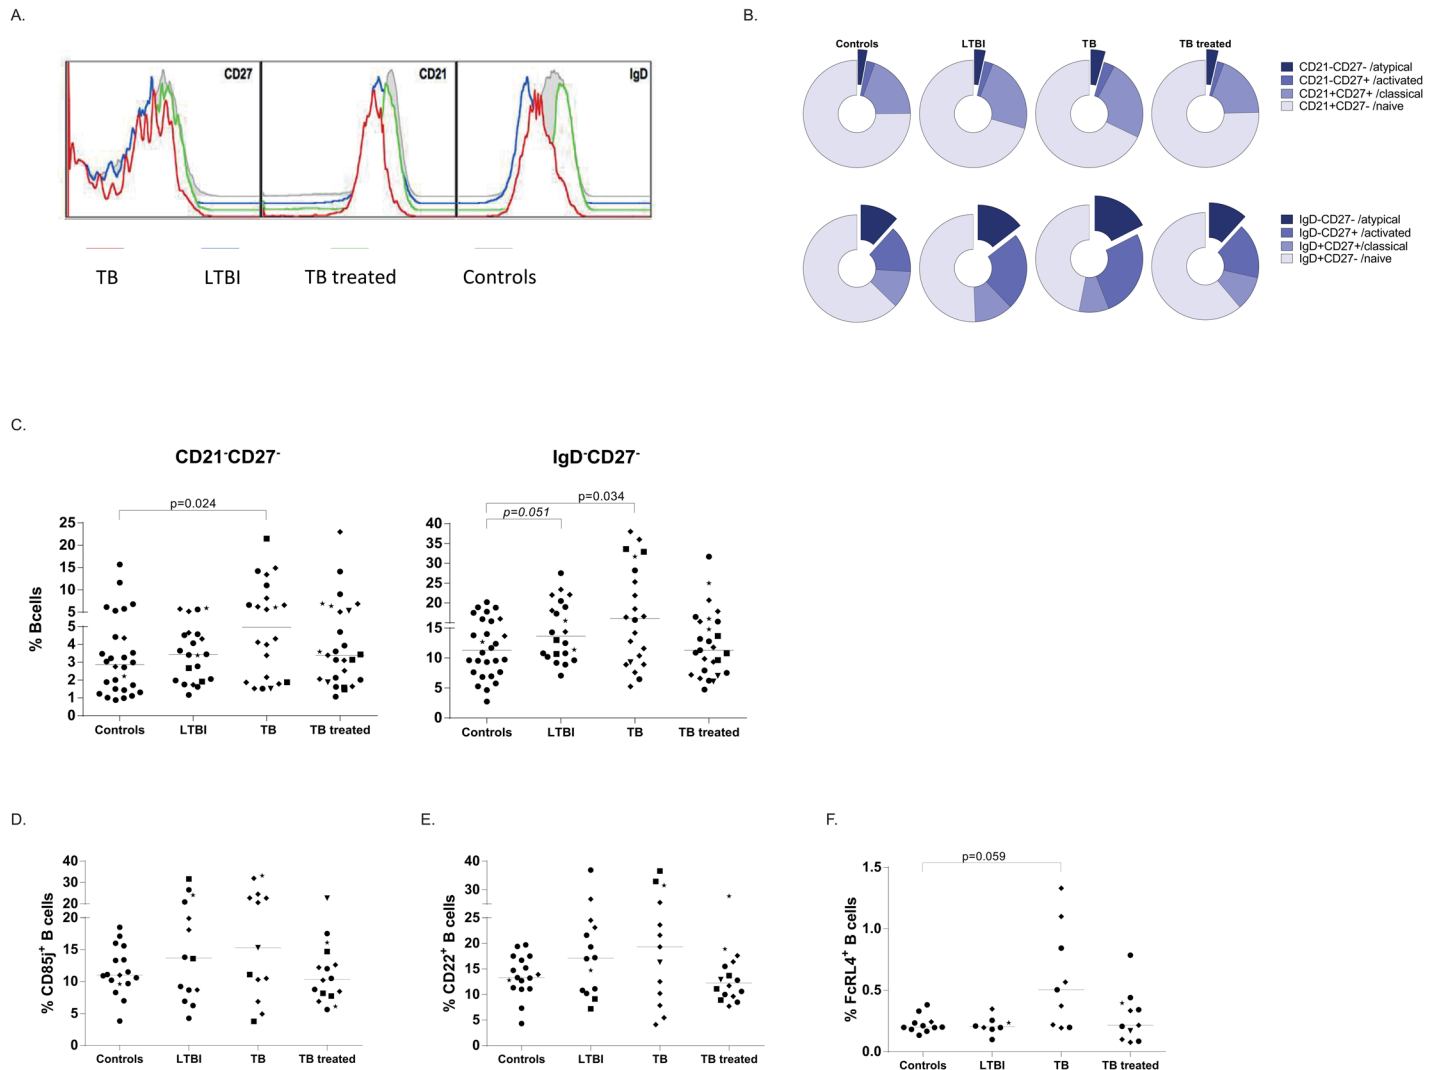 A.
CD27
CD21
IgD
TB
LTBI
TB treated
Controls
B.
Controls
LTBI
TB
TB treated
CD21-CD27- /atypical
CD21-CD27+ /activated
CD21+CD27+ /classical
CD21+CD27- /naive
IgD-CD27- /atypical
IgD-CD27+ /activated
IgD+CD27+/classical
IgD+CD27- /naive
C.
CD21⁻CD27⁻
p=0.024
% Bcells
25
20
15
10
5
5
4
3
2
1
0
Controls
LTBI
TB
TB treated
IgD⁻CD27⁻
p=0.034
p=0.051
40
35
30
25
20
15
10
5
0
Controls
LTBI
TB
TB treated
D.
% CD85j⁺ B cells
40
30
20
20
15
10
5
0
Controls
LTBI
TB
TB treated
E.
% CD22⁺ B cells
40
30
25
20
15
10
5
0
Controls
LTBI
TB
TB treated
F.
p=0.059
% FcRL4⁺ B cells
1.5
1.0
0.5
0.0
Controls
LTBI
TB
TB treated